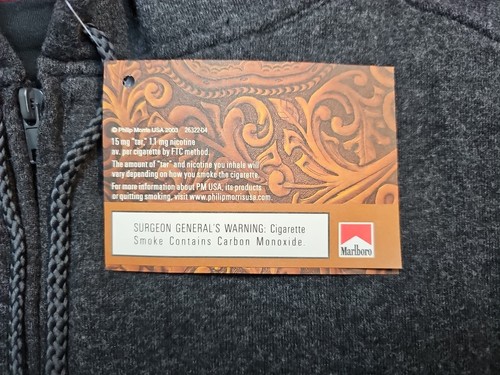 © Philip Morris USA 2003 26322-04
15 mg "tar," 1.1 mg nicotine
av. per cigarette by FTC method.
The amount of "tar" and nicotine you inhale will
vary depending on how you smoke the cigarette.
For more information about PM USA, its products
or quitting smoking, visit www.philipmorrisusa.com.
SURGEON GENERAL'S WARNING: Cigarette
Smoke Contains Carbon Monoxide.
Marlboro